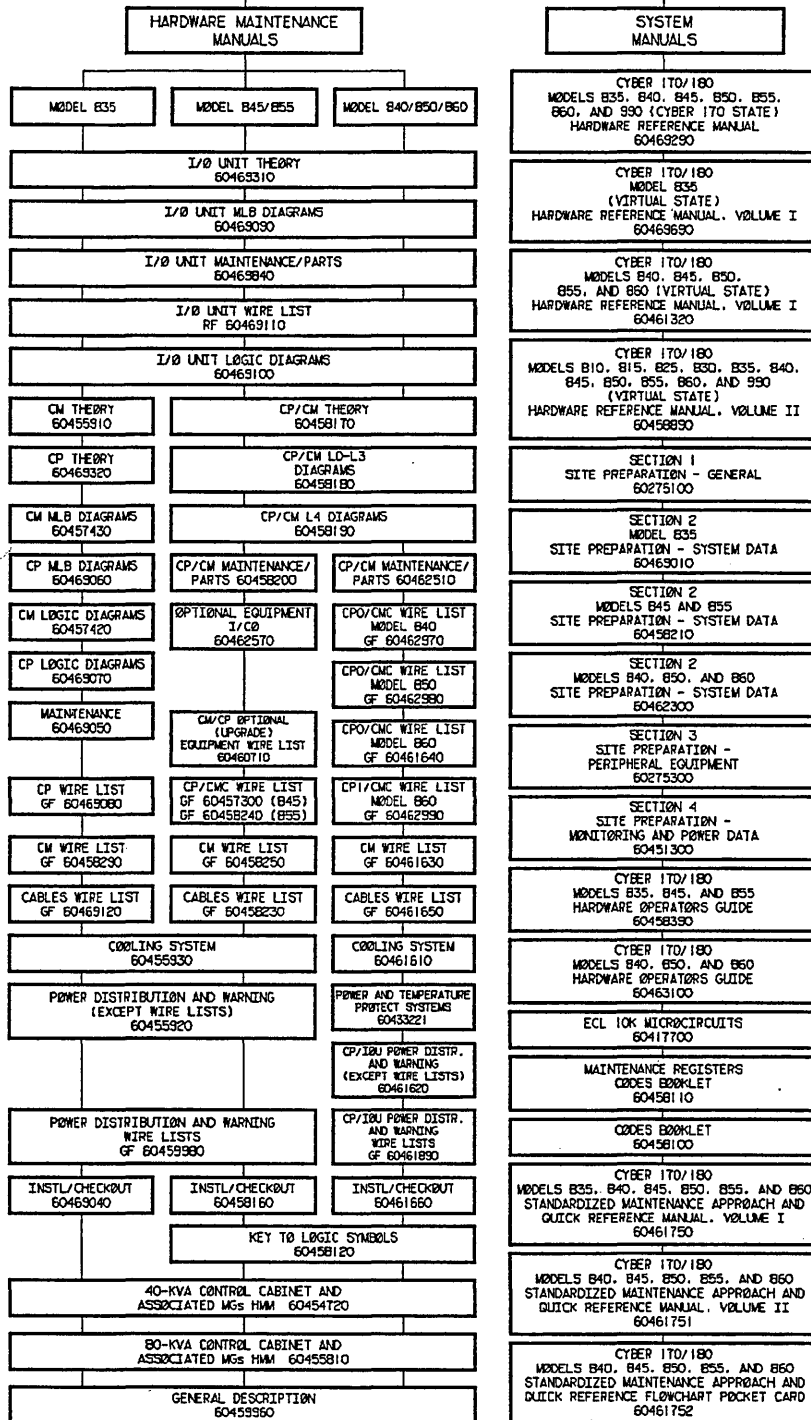 HARDWARE MAINTENANCE
MANUALS
MØDEL 835
MØDEL 845/855
MØDEL 840/850/860
I/Ø UNIT THEØRY
60469310
I/Ø UNIT MLB DIAGRAMS
60469090
I/Ø UNIT MAINTENANCE/PARTS
60469840
I/Ø UNIT WIRE LIST
RF 60469110
I/Ø UNIT LØGIC DIAGRAMS
60469100
CM THEØRY
60455910
CP/CM THEØRY
60458170
CP THEØRY
60469320
CP/CM L0-L3
DIAGRAMS
60458180
CM MLB DIAGRAMS
60457430
CP/CM L4 DIAGRAMS
60458190
CP MLB DIAGRAMS
60469060
CP/CM MAINTENANCE/
PARTS 60458200
CP/CM MAINTENANCE/
PARTS 60462510
CM LØGIC DIAGRAMS
60457420
ØPTIØNAL EQUIPMENT
I/CØ
60462570
CP0/CMC WIRE LIST
MØDEL 840
GF 60462970
CP LØGIC DIAGRAMS
60469070
CP0/CMC WIRE LIST
MØDEL 850
GF 60462980
MAINTENANCE
60469050
CM/CP ØPTIØNAL
(UPGRADE)
EQUIPMENT WIRE LIST
60460710
CP0/CMC WIRE LIST
MØDEL 860
GF 60461640
CP WIRE LIST
GF 60469080
CP/CMC WIRE LIST
GF 60457300 (845)
GF 60458240 (855)
CP1/CMC WIRE LIST
MØDEL 860
GF 60462990
CM WIRE LIST
GF 60458290
CM WIRE LIST
GF 60458250
CM WIRE LIST
GF 60461630
CABLES WIRE LIST
GF 60469120
CABLES WIRE LIST
GF 60458230
CABLES WIRE LIST
GF 60461650
CØØLING SYSTEM
60455930
CØØLING SYSTEM
60461610
PØWER DISTRIBUTIØN AND WARNING
(EXCEPT WIRE LISTS)
60455920
PØWER AND TEMPERATURE
PRØTECT SYSTEMS
60433221
CP/IØU PØWER DISTR.
AND WARNING
(EXCEPT WIRE LISTS)
60461620
PØWER DISTRIBUTIØN AND WARNING
WIRE LISTS
GF 60459980
CP/IØU PØWER DISTR.
AND WARNING
WIRE LISTS
GF 60461890
INSTL/CHECKØUT
60469040
INSTL/CHECKØUT
60458160
INSTL/CHECKØUT
60461660
KEY TØ LØGIC SYMBØLS
60458120
40-KVA CØNTRØL CABINET AND
ASSØCIATED MGs HMM 60454720
80-KVA CØNTRØL CABINET AND
ASSØCIATED MGs HMM 60455810
GENERAL DESCRIPTIØN
60459960
SYSTEM
MANUALS
CYBER 170/180
MØDELS 835, 840, 845, 850, 855,
860, AND 990 (CYBER 170 STATE)
HARDWARE REFERENCE MANUAL
60469290
CYBER 170/180
MØDEL 835
(VIRTUAL STATE)
HARDWARE REFERENCE MANUAL, VØLUME I
60469690
CYBER 170/180
MØDELS 840, 845, 850,
855, AND 860 (VIRTUAL STATE)
HARDWARE REFERENCE MANUAL, VØLUME I
60461320
CYBER 170/180
MØDELS 810, 815, 825, 830, 835, 840,
845, 850, 855, 860, AND 990
(VIRTUAL STATE)
HARDWARE REFERENCE MANUAL, VØLUME II
60458890
SECTIØN 1
SITE PREPARATIØN - GENERAL
60275100
SECTIØN 2
MØDEL 835
SITE PREPARATIØN - SYSTEM DATA
60469010
SECTIØN 2
MØDELS 845 AND 855
SITE PREPARATIØN - SYSTEM DATA
60458210
SECTIØN 2
MØDELS 840, 850, AND 860
SITE PREPARATIØN - SYSTEM DATA
60462300
SECTIØN 3
SITE PREPARATIØN -
PERIPHERAL EQUIPMENT
60275300
SECTIØN 4
SITE PREPARATIØN -
MØNITØRING AND PØWER DATA
60451300
CYBER 170/180
MØDELS 835, 845, AND 855
HARDWARE ØPERATØRS GUIDE
60458390
CYBER 170/180
MØDELS 840, 850, AND 860
HARDWARE ØPERATØRS GUIDE
60463100
ECL 10K MICRØCIRCUITS
60417700
MAINTENANCE REGISTERS
CØDES BØØKLET
60458110
CØDES BØØKLET
60458100
CYBER 170/180
MØDELS 835, 840, 845, 850, 855, AND 860
STANDARDIZED MAINTENANCE APPRØACH AND
QUICK REFERENCE MANUAL, VØLUME I
60461750
CYBER 170/180
MØDELS 840, 845, 850, 855, AND 860
STANDARDIZED MAINTENANCE APPRØACH AND
QUICK REFERENCE MANUAL, VØLUME II
60461751
CYBER 170/180
MØDELS 840, 845, 850, 855, AND 860
STANDARDIZED MAINTENANCE APPRØACH AND
QUICK REFERENCE FLØWCHART PØCKET CARD
60461752